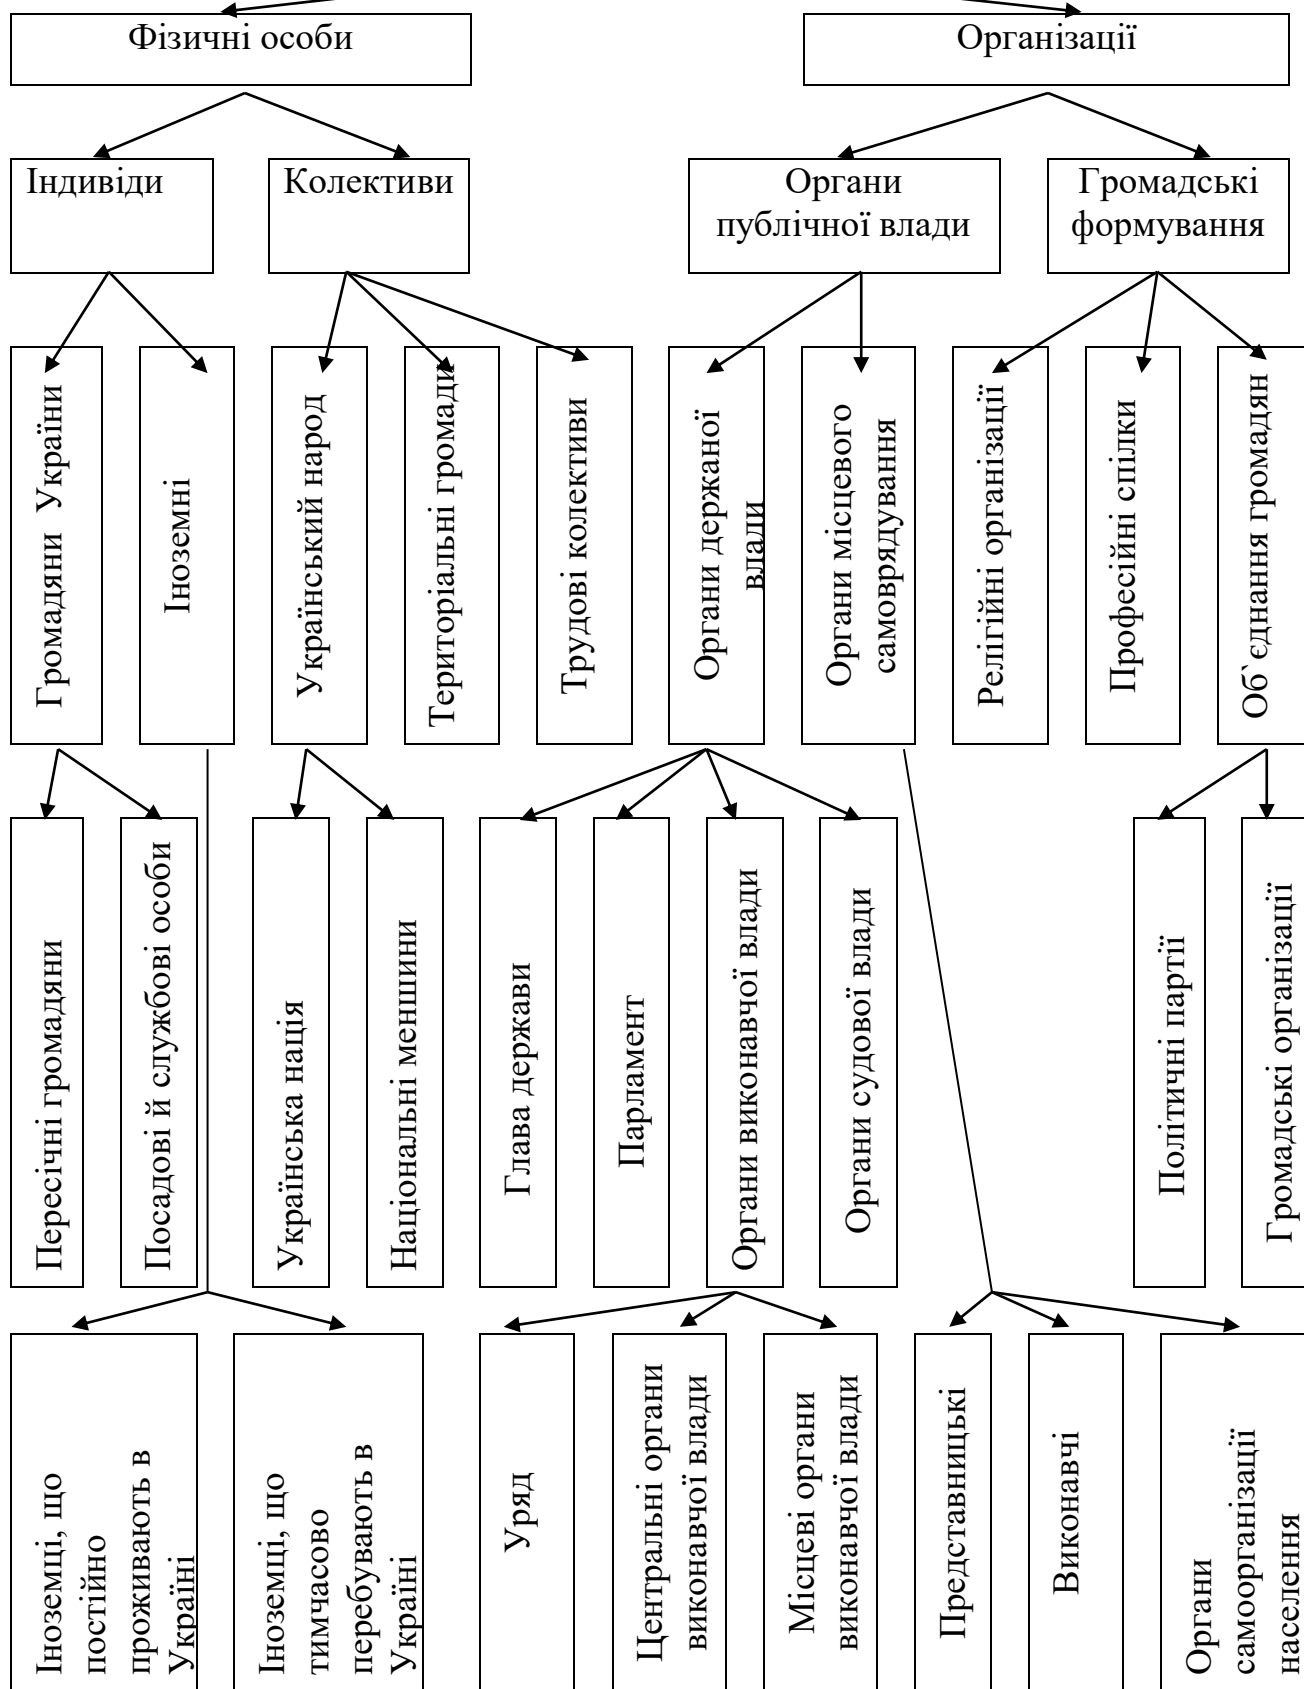 Фізичні особи
Організації
Індивіди
Колективи
Органи
публічної влади
Громадські
формування
Громадяни України
Іноземні
Український народ
Територіальні громади
Трудові колективи
Органи держаної
влади
Органи місцевого
самоврядування
Релігійні організації
Професійні спілки
Об`єднання громадян
Пересічні громадяни
Посадові й службові особи
Українська нація
Національні меншини
Глава держави
Парламент
Органи виконавчої влади
Органи судової влади
Політичні партії
Громадські організації
Іноземці, що
постійно
проживають в
Україні
Іноземці, що
тимчасово
перебувають в
Україні
Уряд
Центральні органи
виконавчої влади
Місцеві органи
виконавчої влади
Представницькі
Виконавчі
Органи
самоорганізації
населення